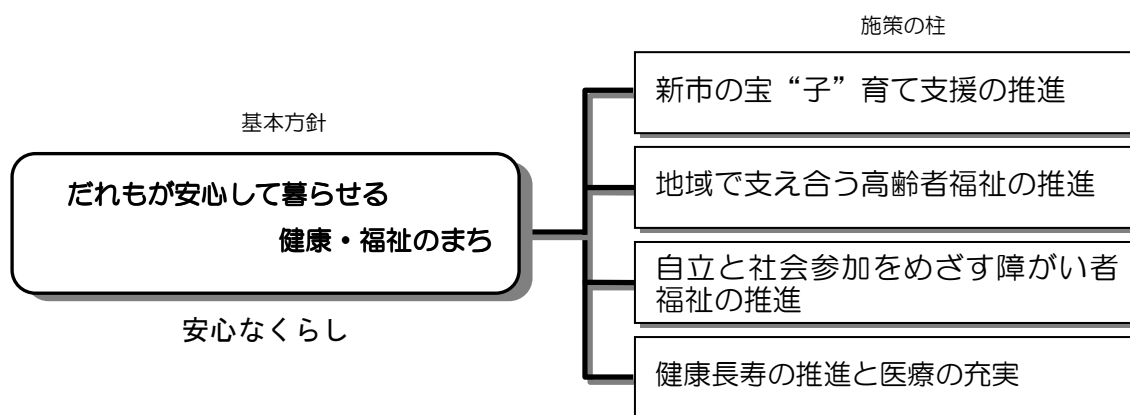 施策の柱
新市の宝“子”育て支援の推進
基本方針
だれもが安心して暮らせる
健康・福祉のまち
安心なくらし
地域で支え合う高齢者福祉の推進
自立と社会参加をめざす障がい者
福祉の推進
健康長寿の推進と医療の充実